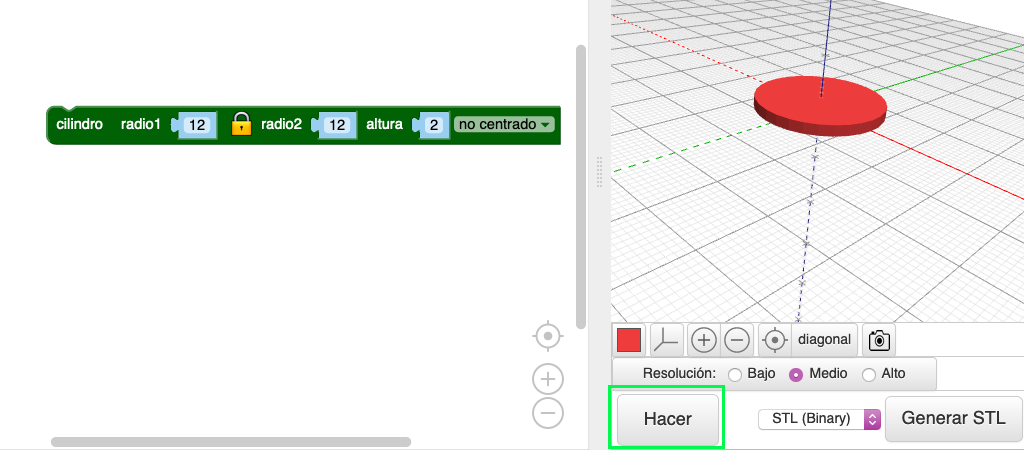 cilindro radio1 12 radio2 12 altura 2 no centrado
diagonal
Resolución: Bajo Medio Alto
Hacer STL (Binary) Generar STL